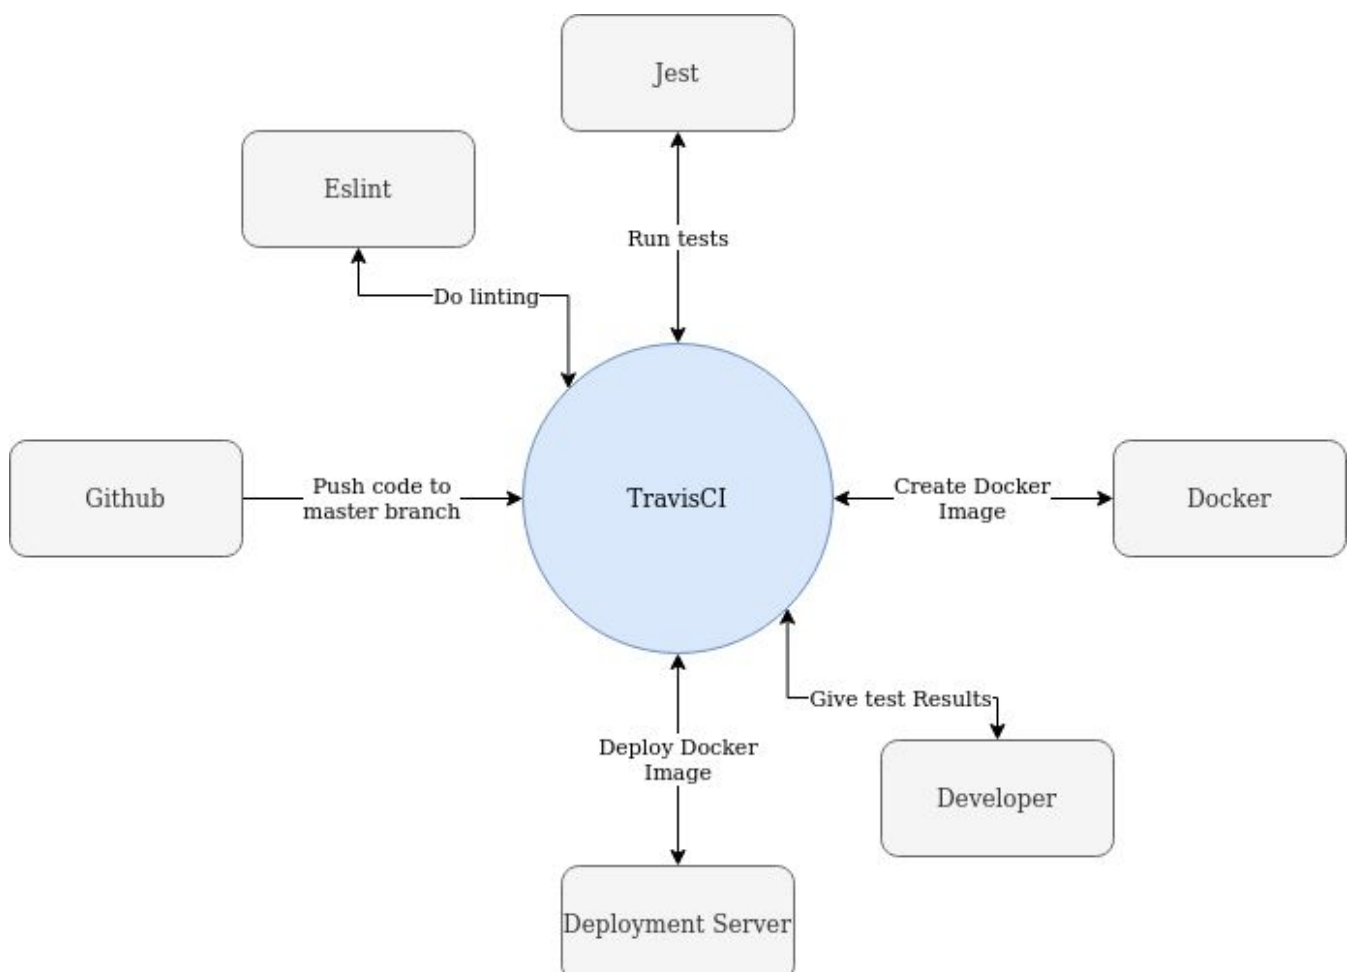 Jest
Eslint
Run tests
Do linting
Github
Push code to
master branch
TravisCI
Create Docker
Image
Docker
Give test Results
Deploy Docker
Image
Developer
Deployment Server